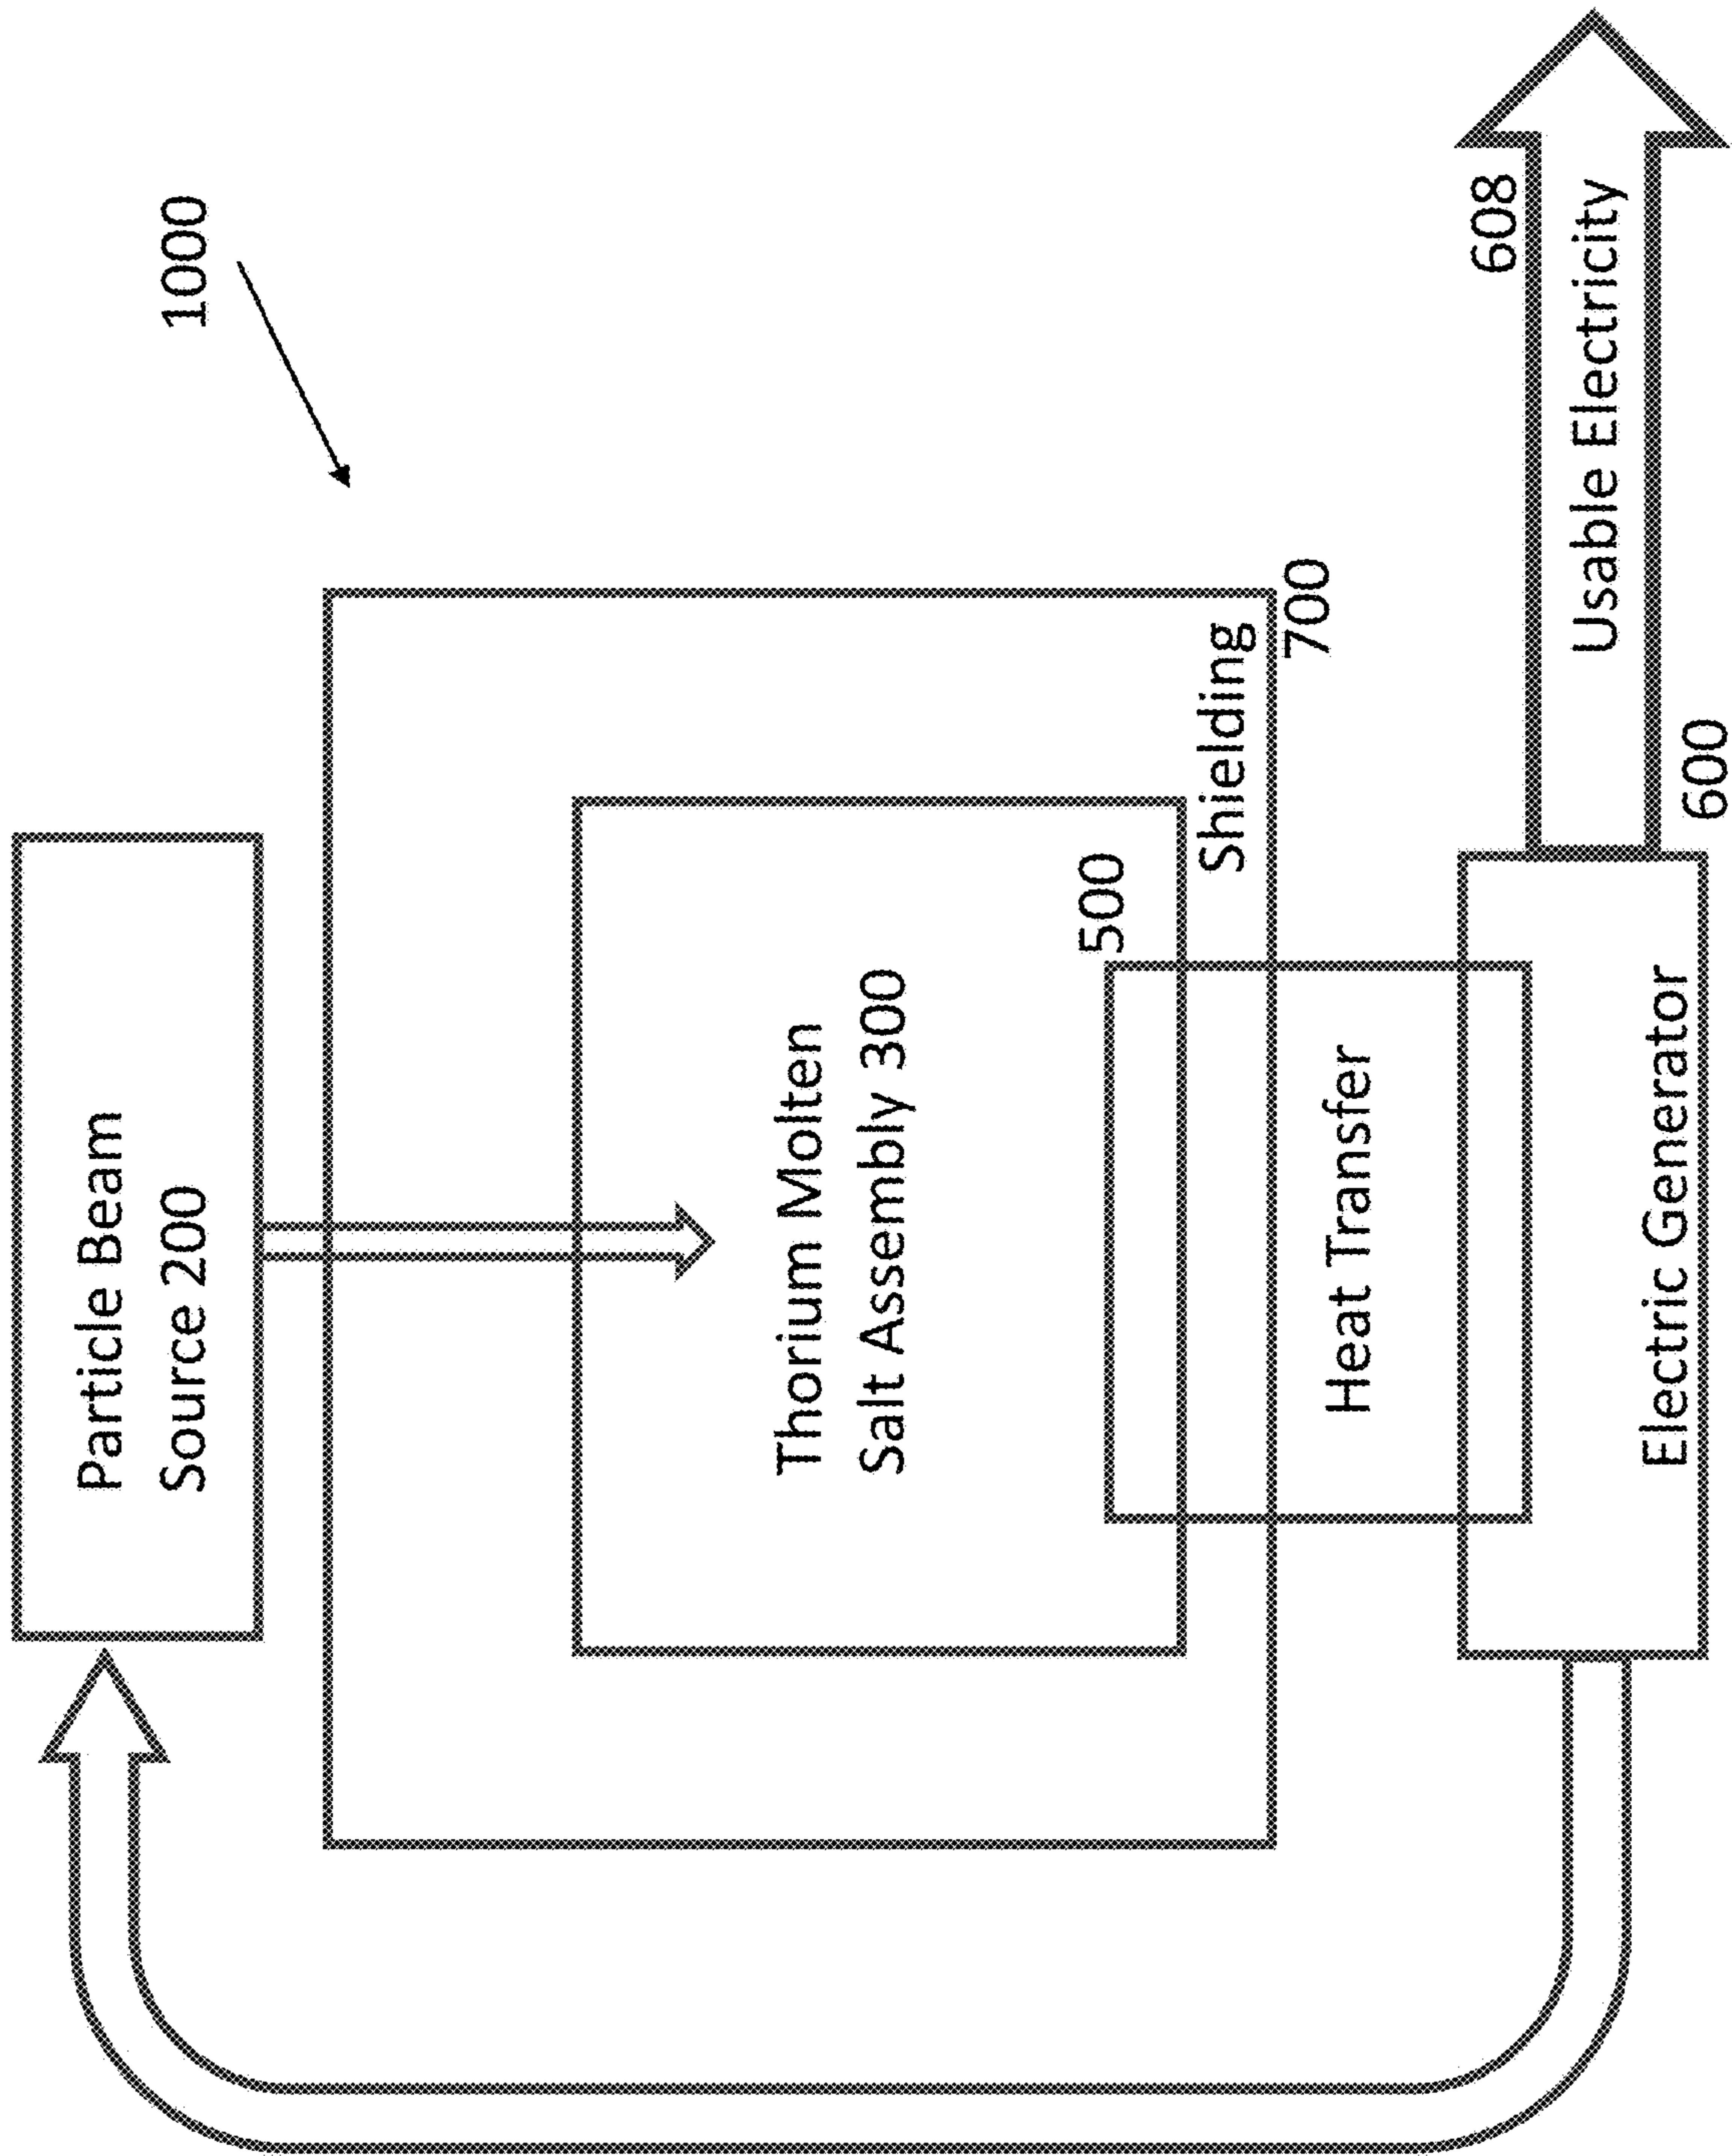 Particle Beam
Source 200
1000
Thorium Molten
Salt Assembly 300
500
Shielding
700
Heat Transfer
608
Usable Electricity
Electric Generator
600